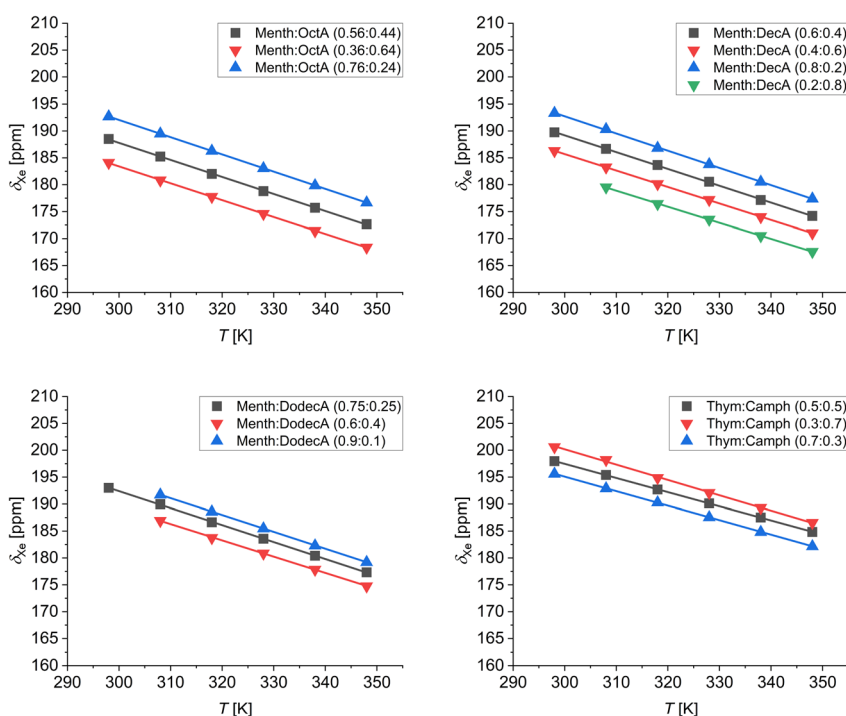 210
205
200
195
190
185
180
175
170
165
160
δXe [ppm]
290 300 310 320 330 340 350
T [K]
Menth:OctA (0.56:0.44)
Menth:OctA (0.36:0.64)
Menth:OctA (0.76:0.24)
210
205
200
195
190
185
180
175
170
165
160
δXe [ppm]
290 300 310 320 330 340 350
T [K]
Menth:DecA (0.6:0.4)
Menth:DecA (0.4:0.6)
Menth:DecA (0.8:0.2)
Menth:DecA (0.2:0.8)
210
205
200
195
190
185
180
175
170
165
160
δXe [ppm]
290 300 310 320 330 340 350
T [K]
Menth:DodecA (0.75:0.25)
Menth:DodecA (0.6:0.4)
Menth:DodecA (0.9:0.1)
210
205
200
195
190
185
180
175
170
165
160
δXe [ppm]
290 300 310 320 330 340 350
T [K]
Thym:Camph (0.5:0.5)
Thym:Camph (0.3:0.7)
Thym:Camph (0.7:0.3)